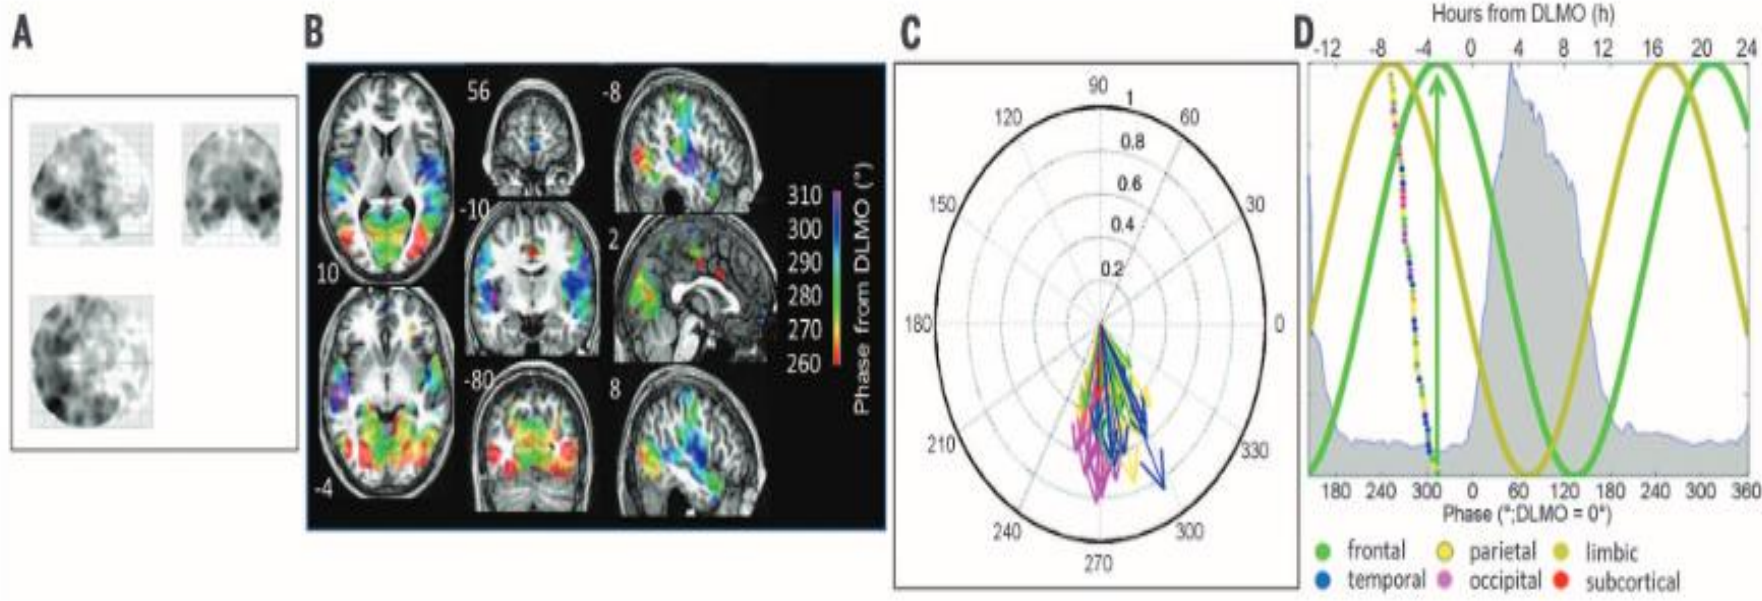 A
B
10
-4
56
-10
-80
-8
2
8
310
300
290
280
270
260
Phase from DLMO (°)
C
90
1
120
60
0.8
0.6
150
30
0.4
0.2
180
0
210
330
240
300
270
D
Hours from DLMO (h)
-12 -8 -4 0 4 8 12 16 20 24
180 240 300 0 60 120 180 240 300 360
Phase (°;DLMO = 0°)
frontal parietal limbic
temporal occipital subcortical